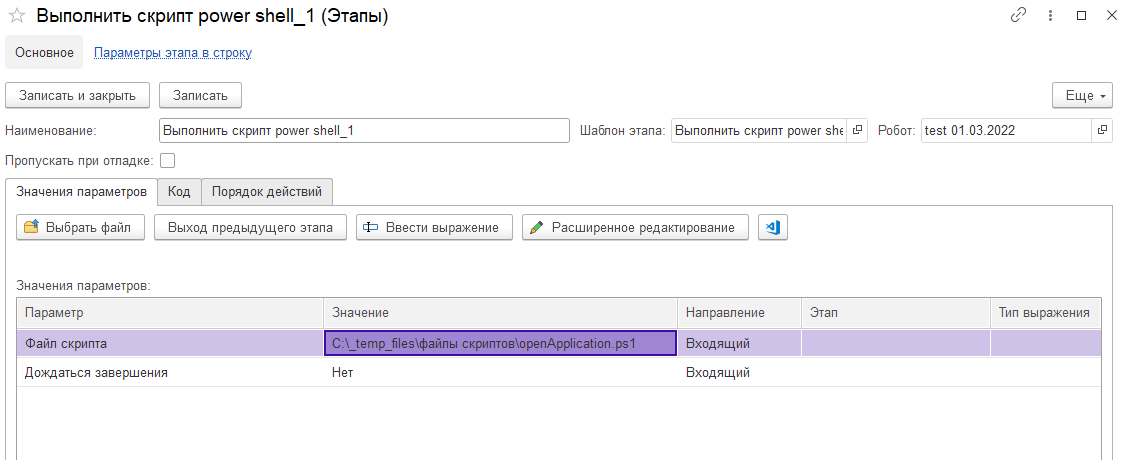 Выполнить скрипт power shell_1 (Этапы)
Основное Параметры этапа в строку
Записать и закрыть Записать Еще
Наименование: Выполнить скрипт power shell_1 Шаблон этапа: Выполнить скрипт power she Робот: test 01.03.2022
Пропускать при отладке:
Значения параметров Код Порядок действий
Выбрать файл Выход предыдущего этапа Ввести выражение Расширенное редактирование
Значения параметров:
Параметр Значение Направление Этап Тип выражения
Файл скрипта C:\_temp_files\файлы скриптов\openApplication.ps1 Входящий
Дождаться завершения Нет Входящий